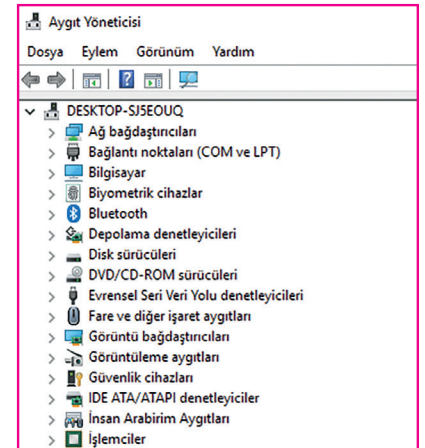 Aygıt Yöneticisi
Dosya Eylem Görünüm Yardım
DESKTOP-SJ5EOUQ
Ağ bağdaştırıcıları
Bağlantı noktaları (COM ve LPT)
Bilgisayar
Biyometrik cihazlar
Bluetooth
Depolama denetleyicileri
Disk sürücüleri
DVD/CD-ROM sürücüleri
Evrensel Seri Veri Yolu denetleyicileri
Fare ve diğer işaret aygıtları
Görüntü bağdaştırıcıları
Görüntüleme aygıtları
Güvenlik cihazları
IDE ATA/ATAPI denetleyiciler
İnsan Arabirim Aygıtları
İşlemciler